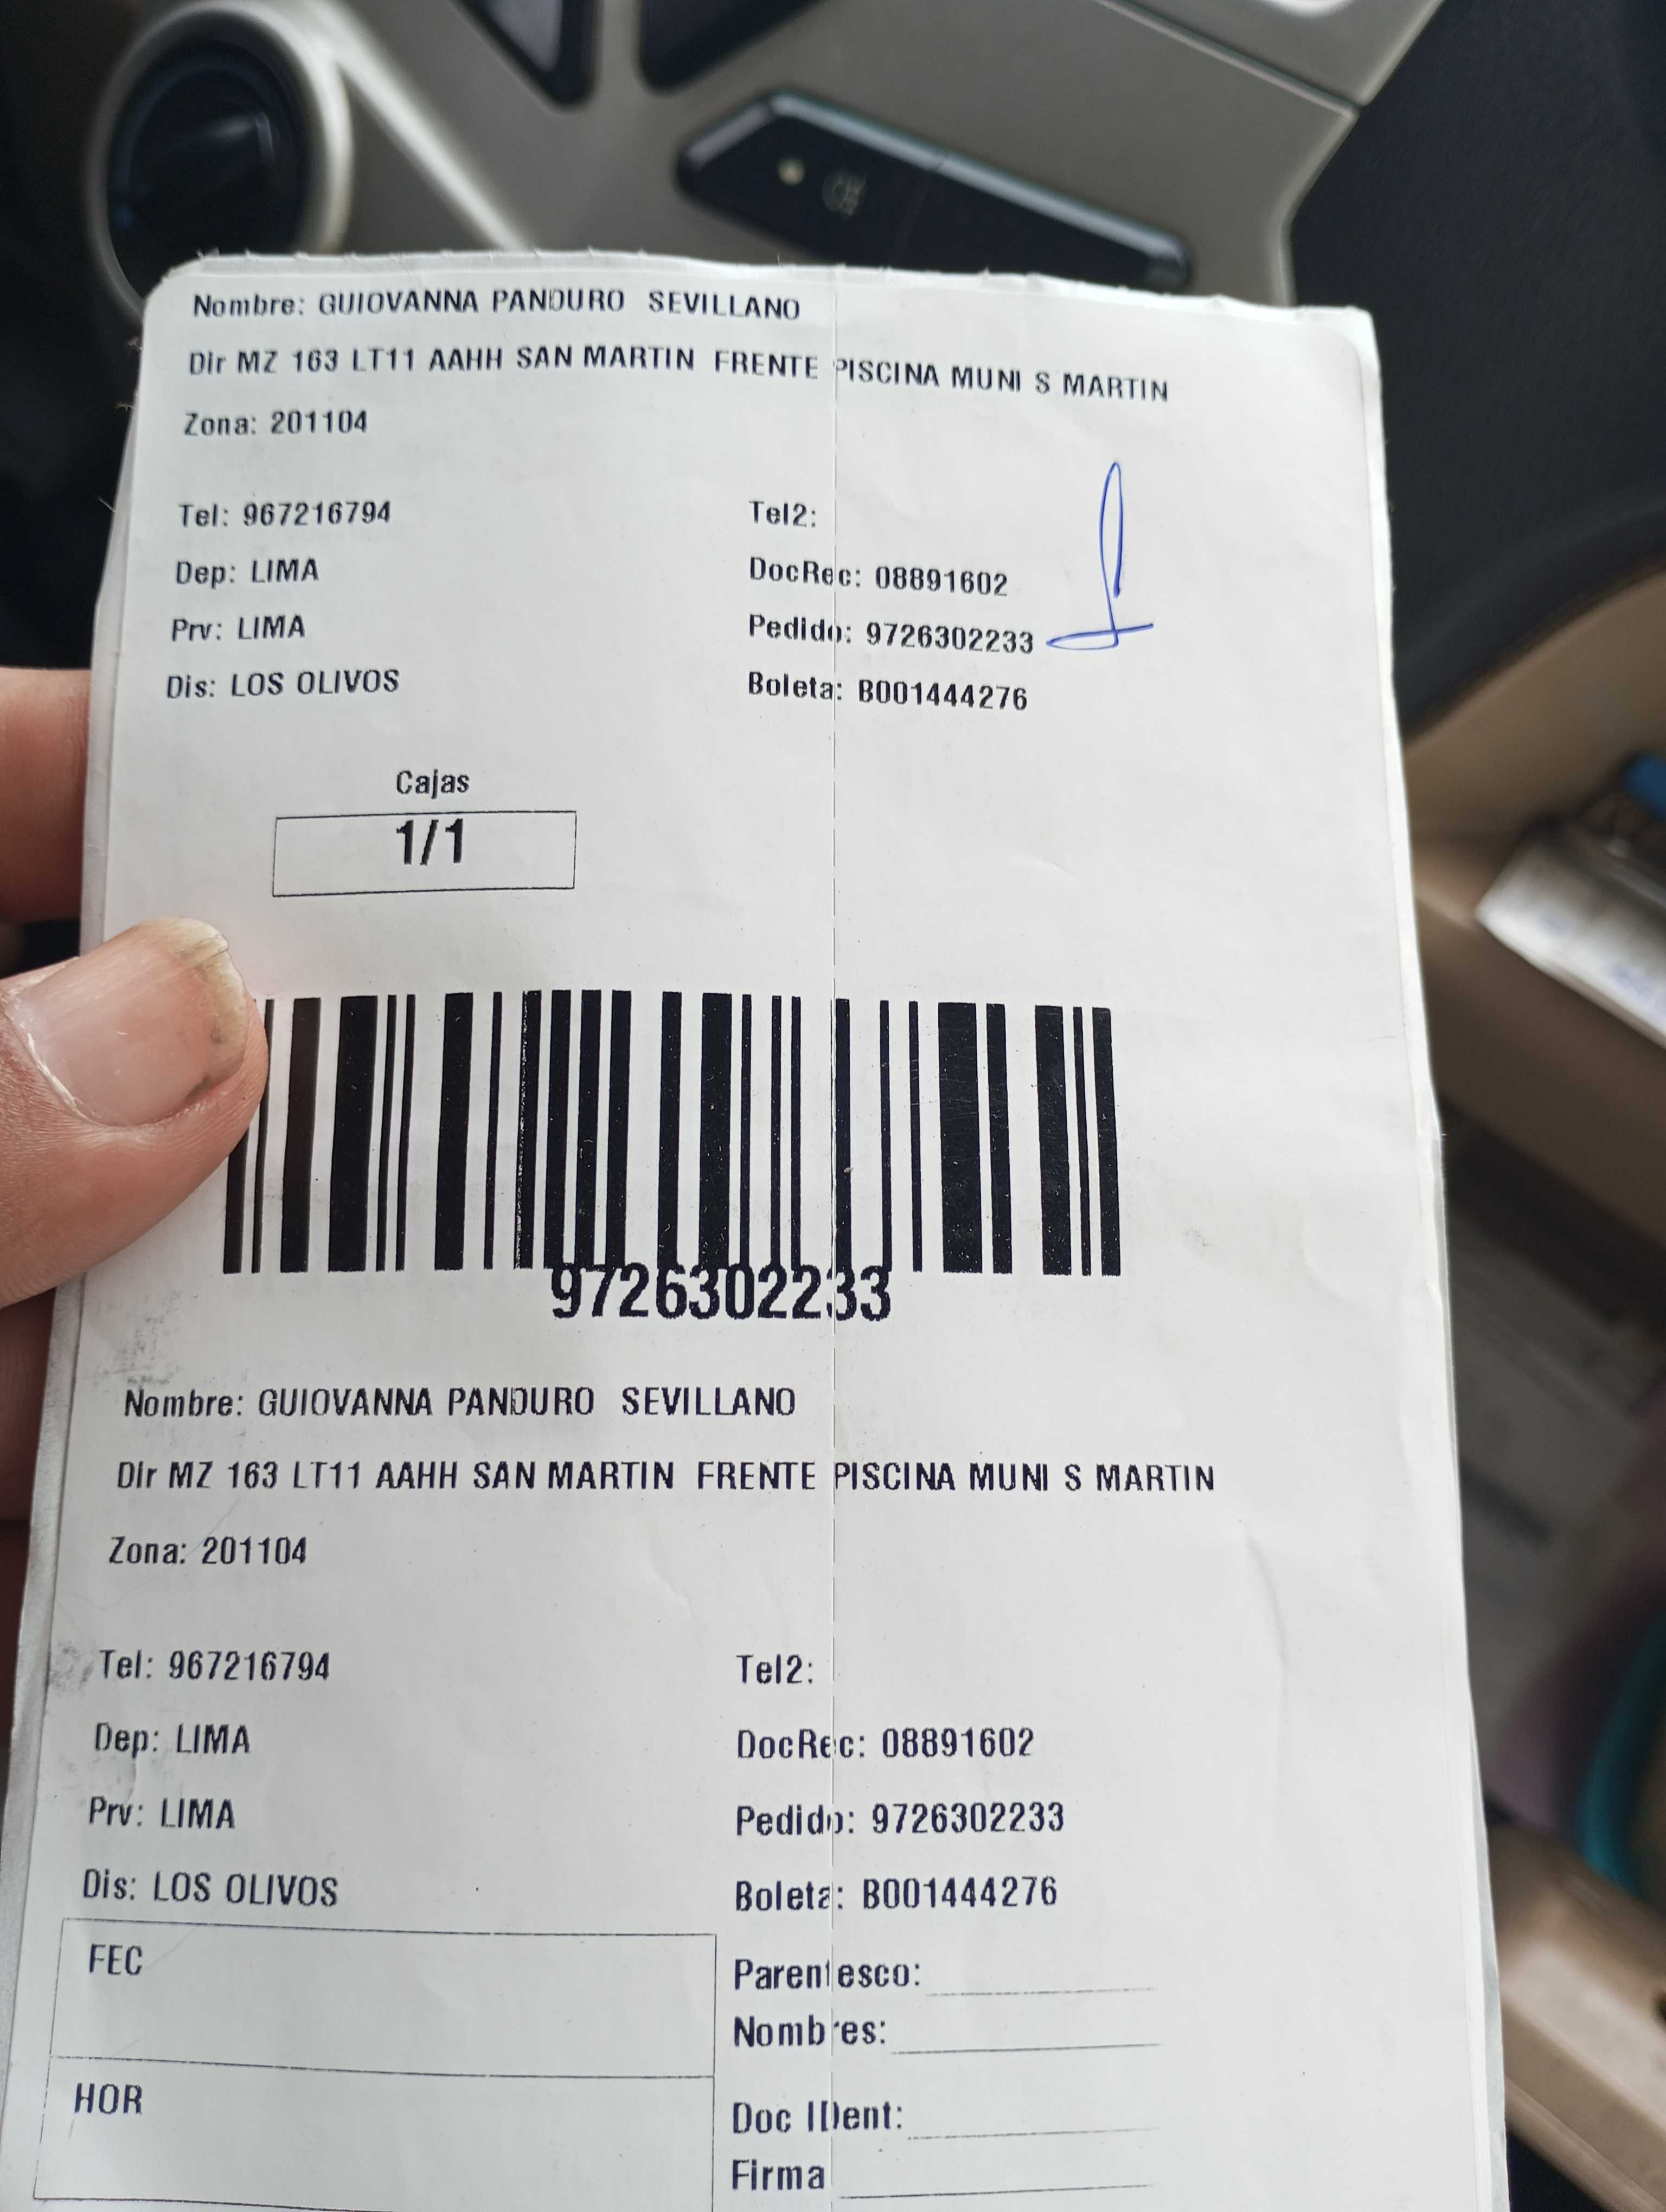 Nombre: GUIOVANNA PANDURO SEVILLANO
Dir MZ 163 LT11 AAHH SAN MARTIN FRENTE PISCINA MUNI S MARTIN
Zona: 201104
Tel: 967216794 Tel2:
Dep: LIMA DocRec: 08891602
Prv: LIMA Pedido: 9726302233
Dis: LOS OLIVOS Boleta: B001444276
Cajas
1/1
9726302233
Nombre: GUIOVANNA PANDURO SEVILLANO
Dir MZ 163 LT11 AAHH SAN MARTIN FRENTE PISCINA MUNI S MARTIN
Zona: 201104
Tel: 967216794 Tel2:
Dep: LIMA DocRec: 08891602
Prv: LIMA Pedido: 9726302233
Dis: LOS OLIVOS Boleta: B001444276
FEC
Parentesco:
Nombres:
HOR
Doc IDent:
Firma